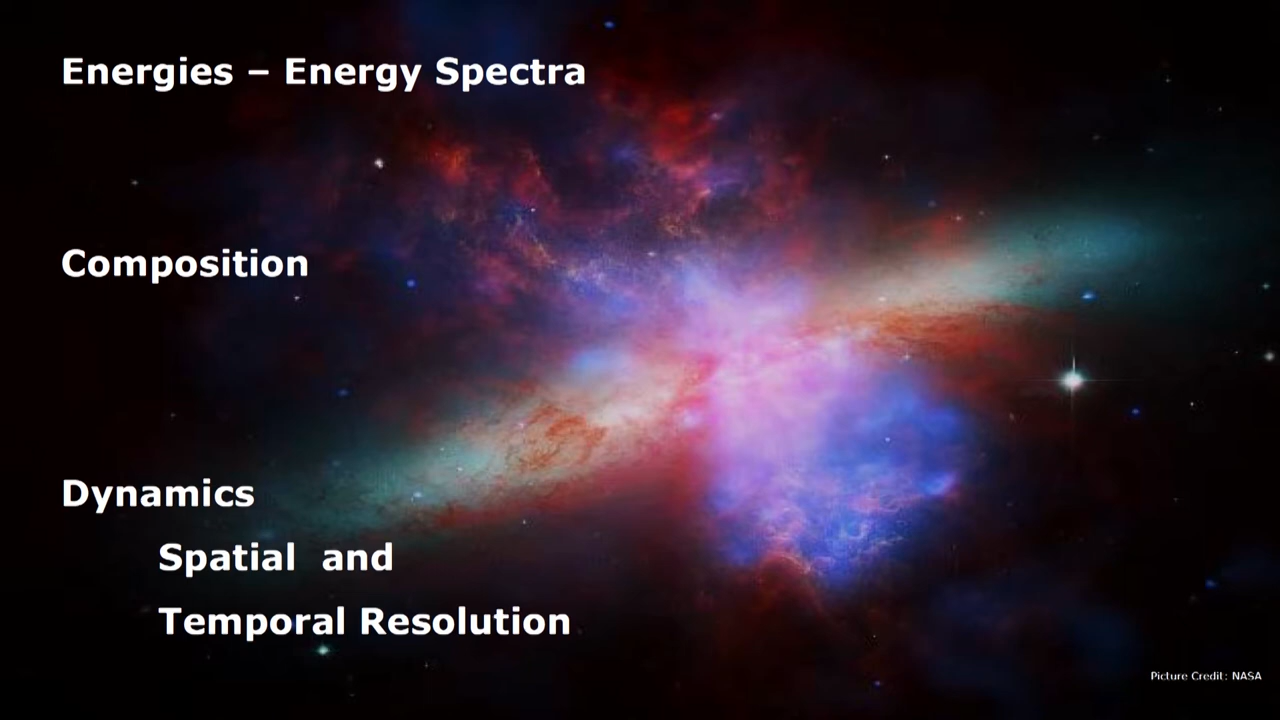 Energies – Energy Spectra
Composition
Dynamics
Spatial and
Temporal Resolution
Picture Credit: NASA